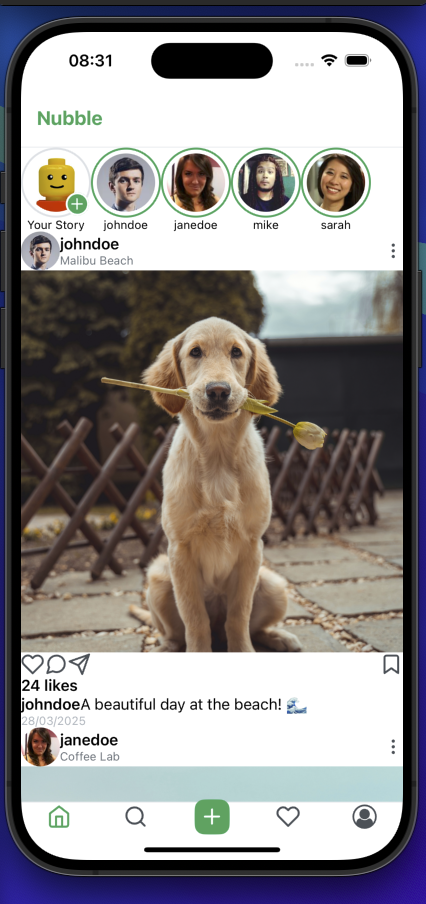 08:31
Nubble
Your Story johndoe janedoe mike sarah
johndoe
Malibu Beach
24 likes
johndoeA beautiful day at the beach! 🌊
28/03/2025
janedoe
Coffee Lab